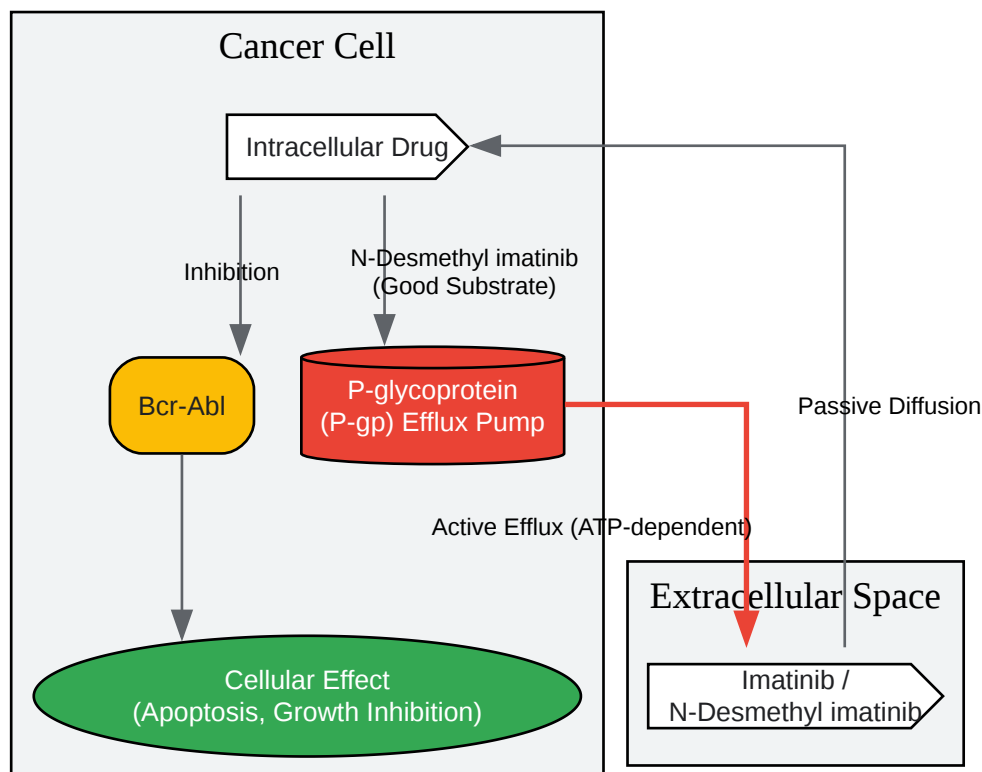 Cancer Cell
Intracellular Drug
Inhibition
N-Desmethyl imatinib
(Good Substrate)
Bcr-Abl
P-glycoprotein
(P-gp) Efflux Pump
Passive Diffusion
Active Efflux (ATP-dependent)
Extracellular Space
Imatinib /
N-Desmethyl imatinib
Cellular Effect
(Apoptosis, Growth Inhibition)